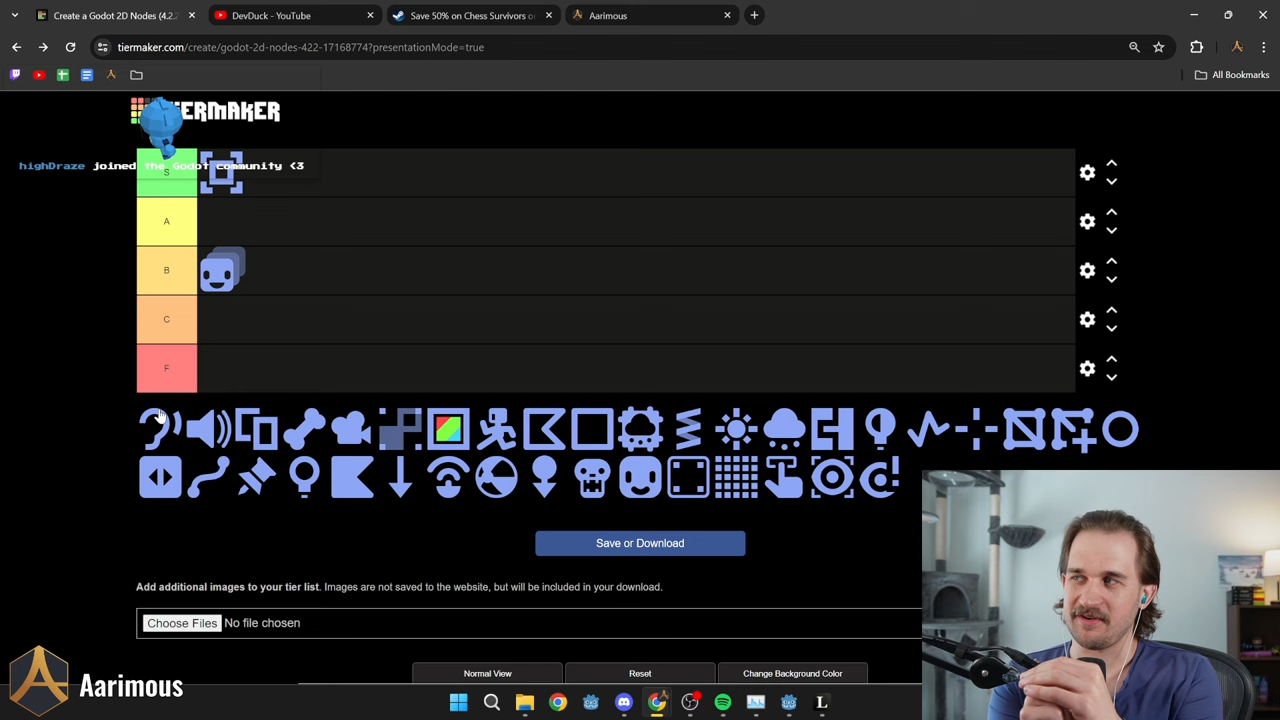 Create a Godot 2D Nodes (4.2.2
DevDuck - YouTube
Save 50% on Chess Survivors o
Aarimous
tiermaker.com/create/godot-2d-nodes-422-17168774?presentationMode=true
All Bookmarks
TIERMAKER
highDraze joined the Godot community <3
S
A
B
C
F
Save or Download
Add additional images to your tier list. Images are not saved to the website, but will be included in your download.
Choose Files No file chosen
Normal View
Reset
Change Background Color
Aarimous